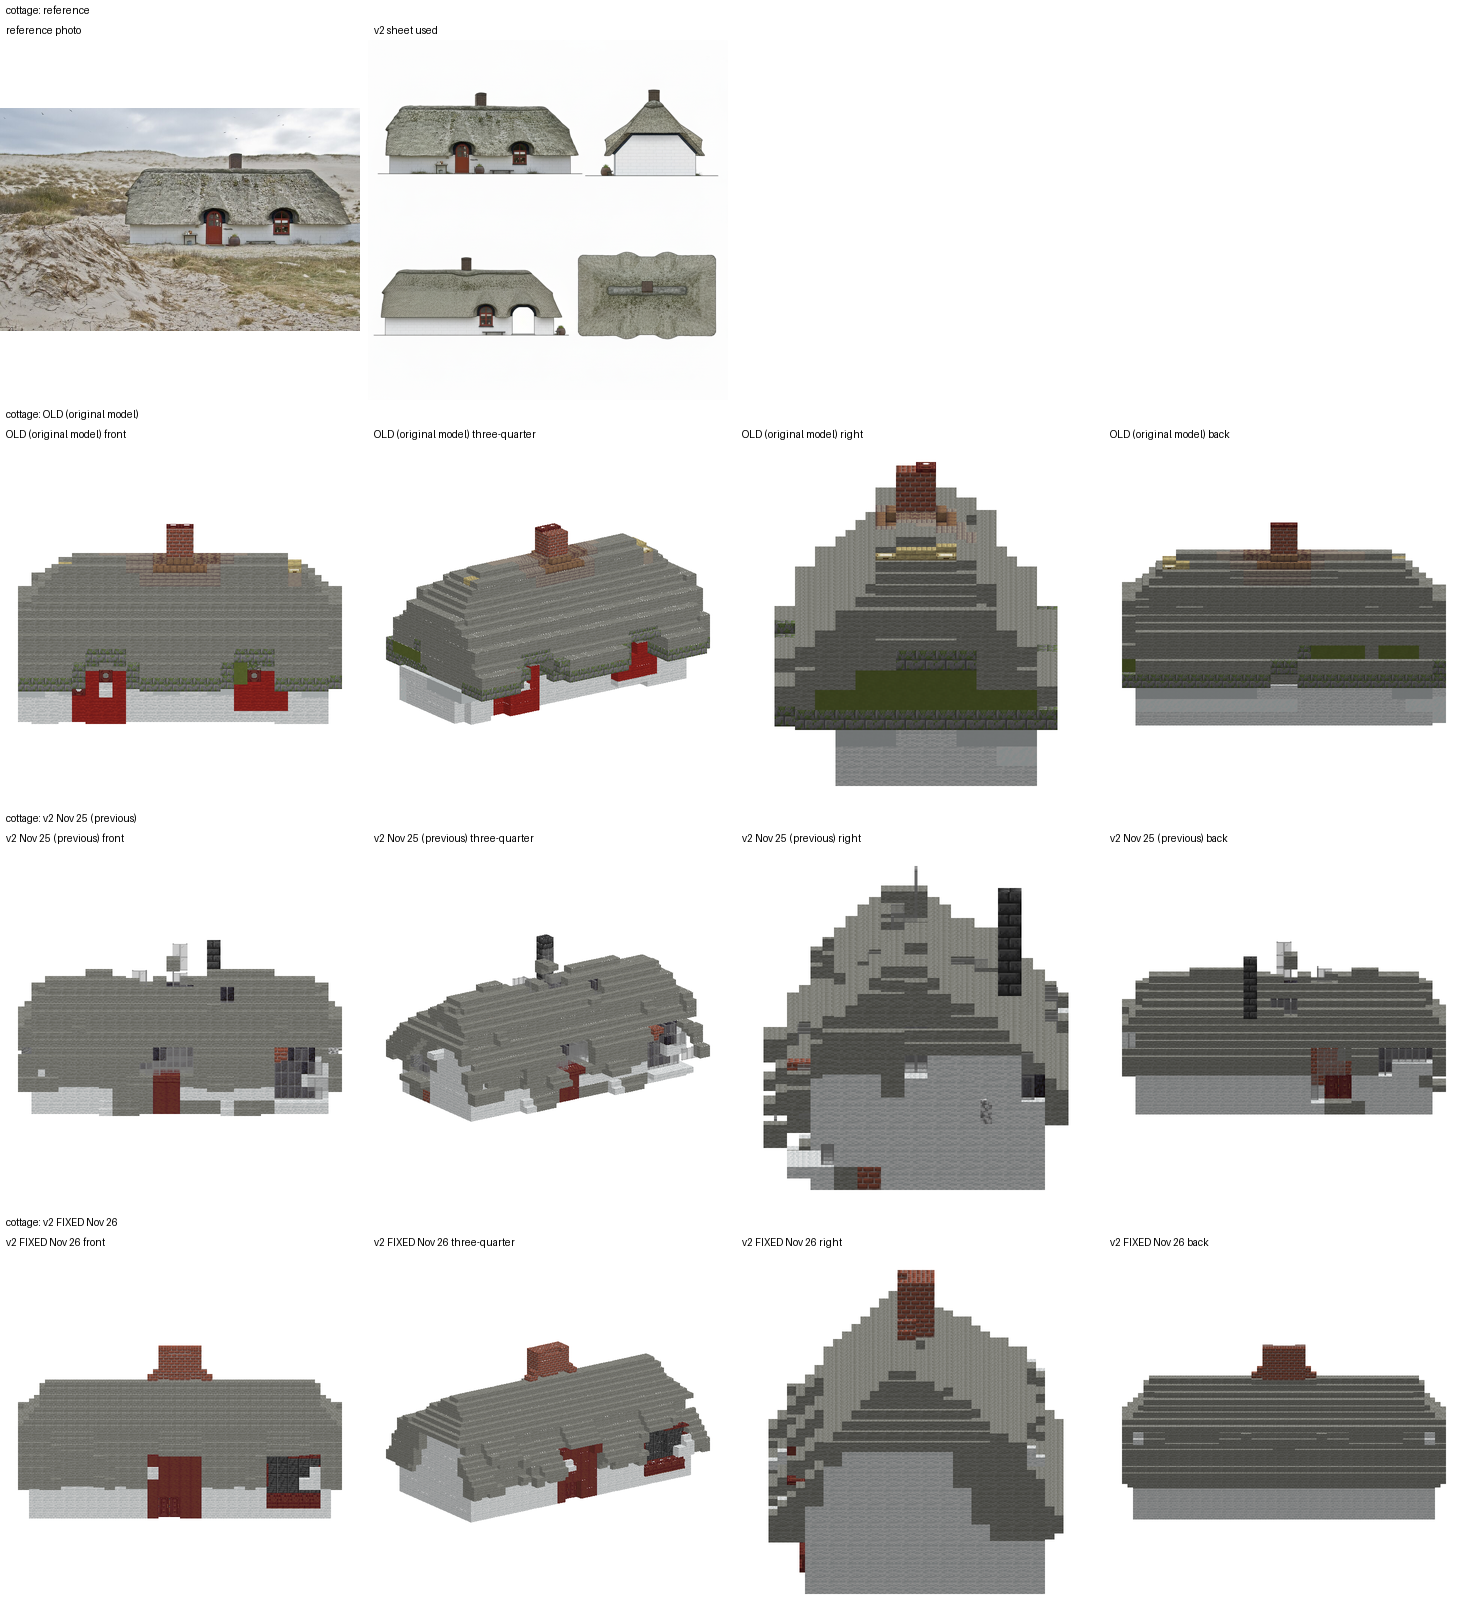 cottage: reference
reference photo
v2 sheet used
cottage: OLD (original model)
OLD (original model) front
OLD (original model) three-quarter
OLD (original model) right
OLD (original model) back
cottage: v2 Nov 25 (previous)
v2 Nov 25 (previous) front
v2 Nov 25 (previous) three-quarter
v2 Nov 25 (previous) right
v2 Nov 25 (previous) back
cottage: v2 FIXED Nov 26
v2 FIXED Nov 26 front
v2 FIXED Nov 26 three-quarter
v2 FIXED Nov 26 right
v2 FIXED Nov 26 back